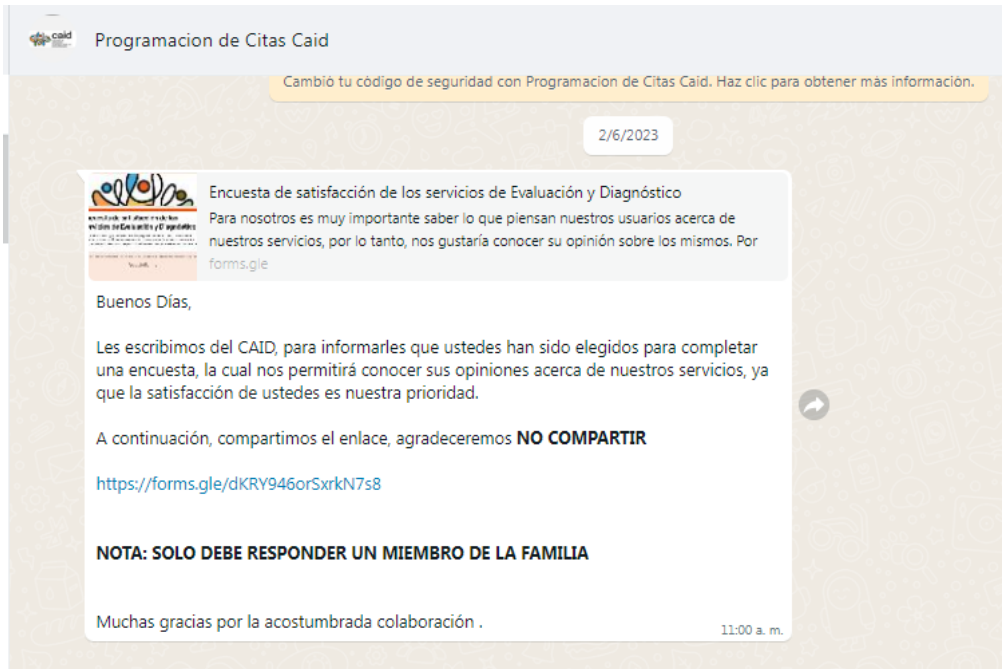 caid
Programacion de Citas Caid
Cambió tu código de seguridad con Programacion de Citas Caid. Haz clic para obtener más información.
2/6/2023
Encuesta de satisfacción de los servicios de Evaluación y Diagnóstico
Para nosotros es muy importante saber lo que piensan nuestros usuarios acerca de
nuestros servicios, por lo tanto, nos gustaría conocer su opinión sobre los mismos. Por
forms.gle
Buenos Días,
Les escribimos del CAID, para informarles que ustedes han sido elegidos para completar
una encuesta, la cual nos permitirá conocer sus opiniones acerca de nuestros servicios, ya
que la satisfacción de ustedes es nuestra prioridad.
A continuación, compartimos el enlace, agradeceremos NO COMPARTIR
https://forms.gle/dKRY946orSxrkN7s8
NOTA: SOLO DEBE RESPONDER UN MIEMBRO DE LA FAMILIA
Muchas gracias por la acostumbrada colaboración .
11:00 a. m.